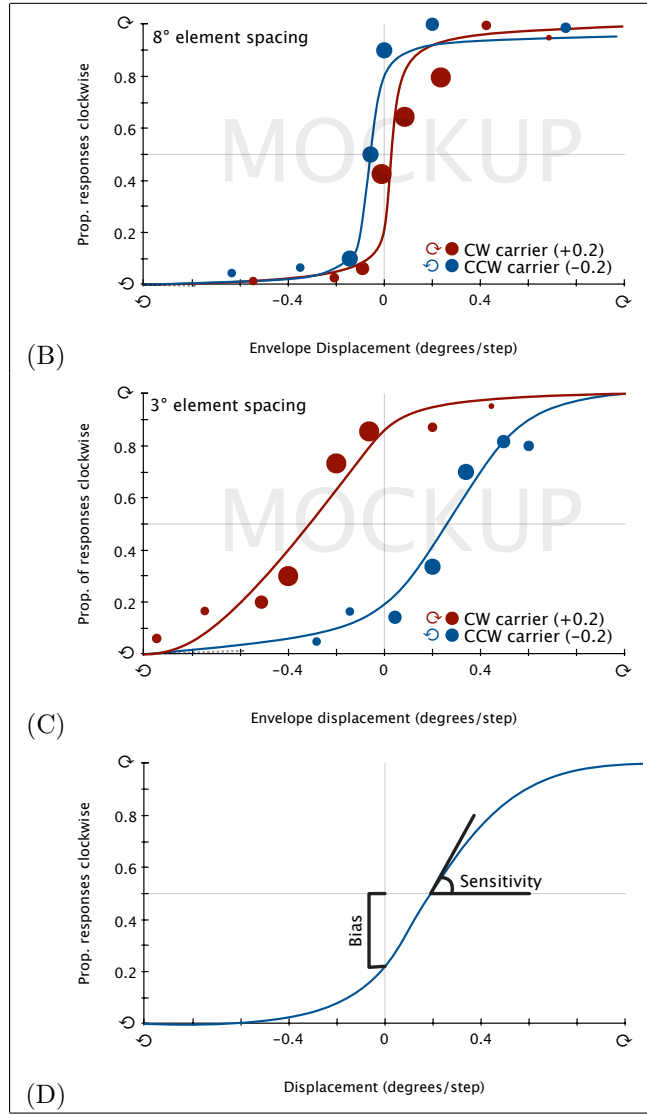 8° element spacing
Prop. responses clockwise
0.8
0.6
0.4
0.2
MOCKUP
CW carrier (+0.2)
CCW carrier (−0.2)
−0.4
0
0.4
(B)
Envelope Displacement (degrees/step)
3° element spacing
Prop. of responses clockwise
0.8
0.6
0.4
0.2
MOCKUP
CW carrier (+0.2)
CCW carrier (−0.2)
−0.4
0
0.4
(C)
Envelope displacement (degrees/step)
Prop. responses clockwise
0.8
0.6
0.4
0.2
Sensitivity
Bias
−0.4
0
0.4
(D)
Displacement (degrees/step)